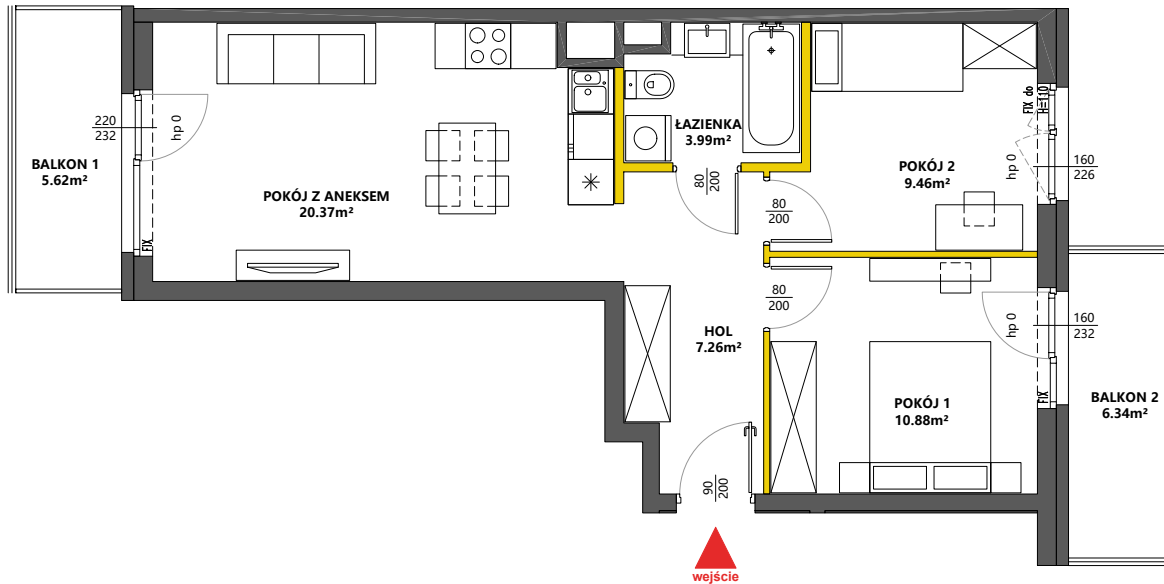 BALKON 1
5.62m²
220
232
hp 0
FIX
POKÓJ Z ANEKSEM
20.37m²
ŁAZIENKA
3.99m²
80
200
POKÓJ 2
9.46m²
FIX do
H=110
hp 0
160
226
80
200
80
200
HOL
7.26m²
hp 0
160
232
FIX
POKÓJ 1
10.88m²
BALKON 2
6.34m²
90
200
wejście